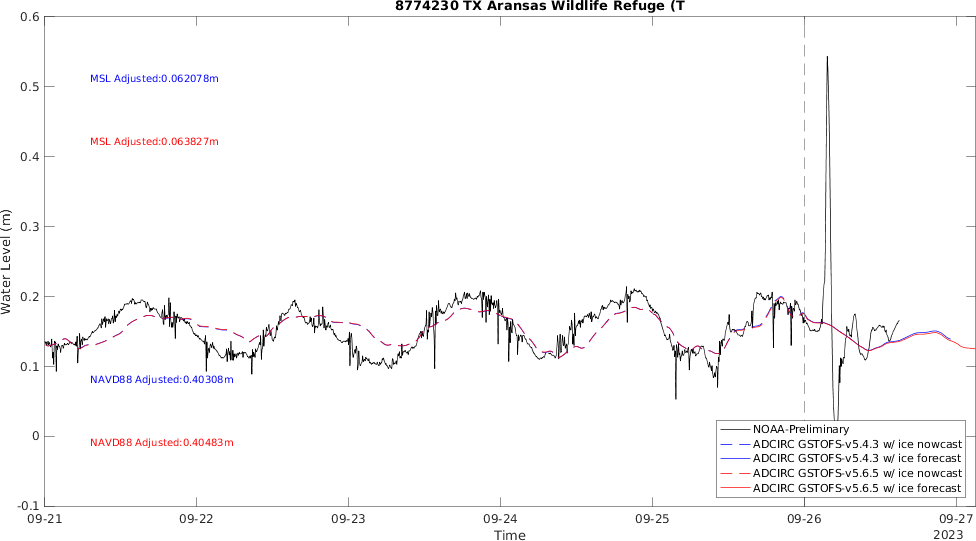 8774230 TX Aransas Wildlife Refuge (T
0.6
0.5
0.4
0.3
0.2
0.1
0
-0.1
Water Level (m)
MSL Adjusted:0.062078m
MSL Adjusted:0.063827m
NAVD88 Adjusted:0.40308m
NAVD88 Adjusted:0.40483m
NOAA-Preliminary
ADCIRC GSTOFS-v5.4.3 w/ ice nowcast
ADCIRC GSTOFS-v5.4.3 w/ ice forecast
ADCIRC GSTOFS-v5.6.5 w/ ice nowcast
ADCIRC GSTOFS-v5.6.5 w/ ice forecast
09-21 09-22 09-23 09-24 09-25 09-26 09-27
Time
2023